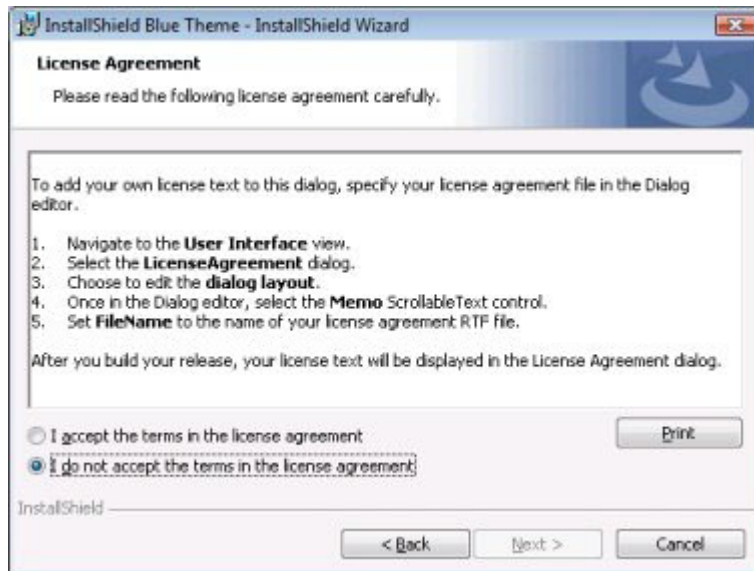 InstallShield Blue Theme - InstallShield Wizard
License Agreement
Please read the following license agreement carefully.
To add your own license text to this dialog, specify your license agreement file in the Dialog
editor.
1. Navigate to the User Interface view.
2. Select the LicenseAgreement dialog.
3. Choose to edit the dialog layout.
4. Once in the Dialog editor, select the Memo ScrollableText control.
5. Set FileName to the name of your license agreement RTF file.
After you build your release, your license text will be displayed in the License Agreement dialog.
I accept the terms in the license agreement
Print
I do not accept the terms in the license agreement
InstallShield
< Back Next > Cancel